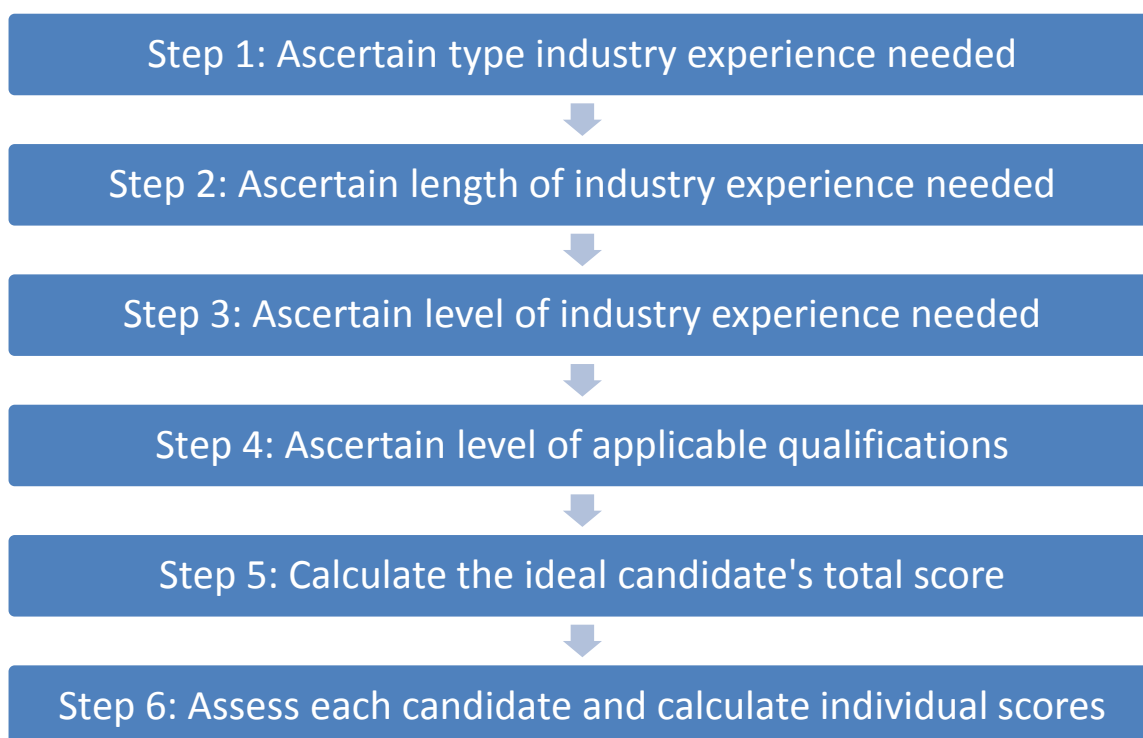 Step 1: Ascertain type industry experience needed
Step 2: Ascertain length of industry experience needed
Step 3: Ascertain level of industry experience needed
Step 4: Ascertain level of applicable qualifications
Step 5: Calculate the ideal candidate's total score
Step 6: Assess each candidate and calculate individual scores